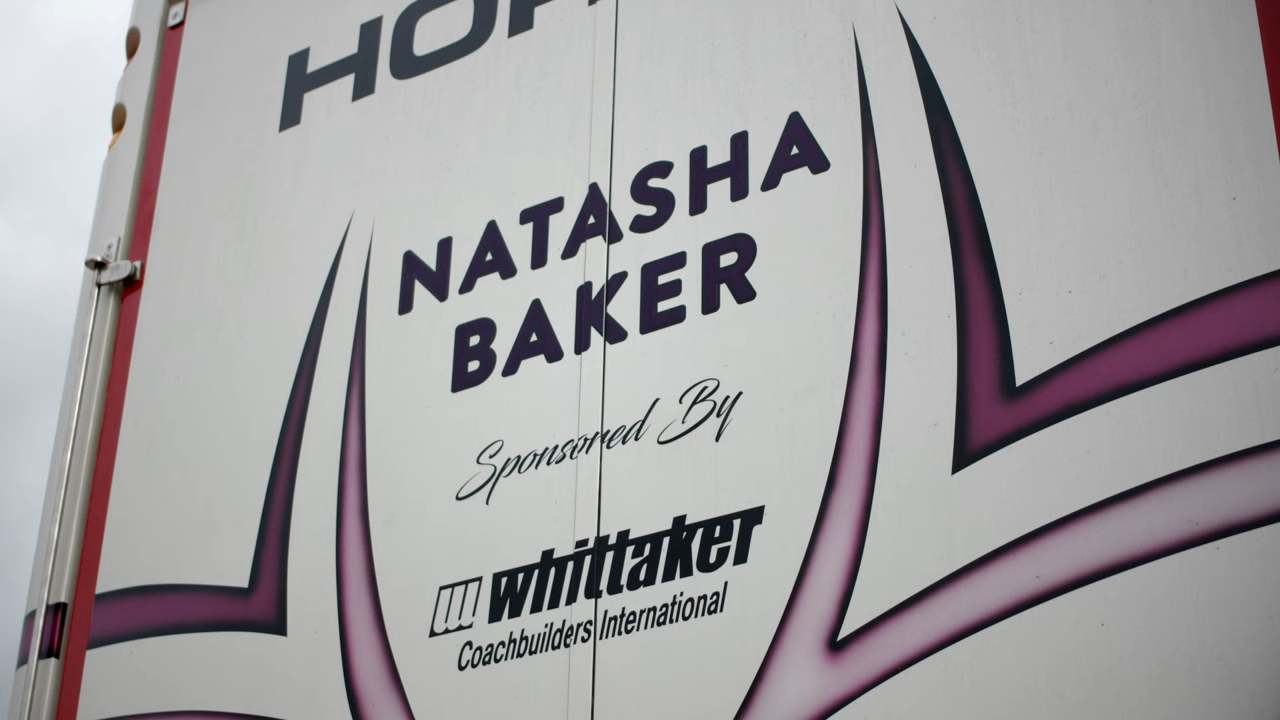 NATASHA
BAKER
Sponsored By
whittaker
Coachbuilders International